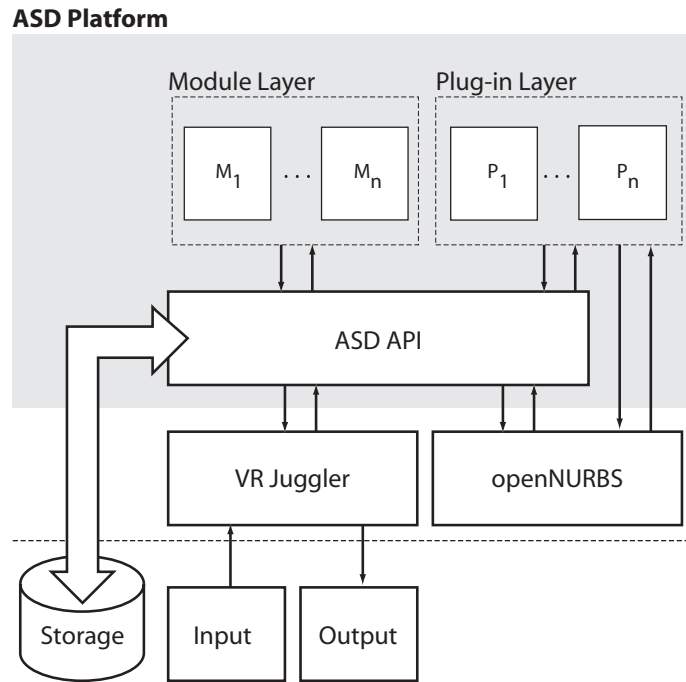 ASD Platform
Module Layer
Plug-in Layer
M1 . . . Mn
P1 . . . Pn
ASD API
VR Juggler
openNURBS
Storage
Input
Output